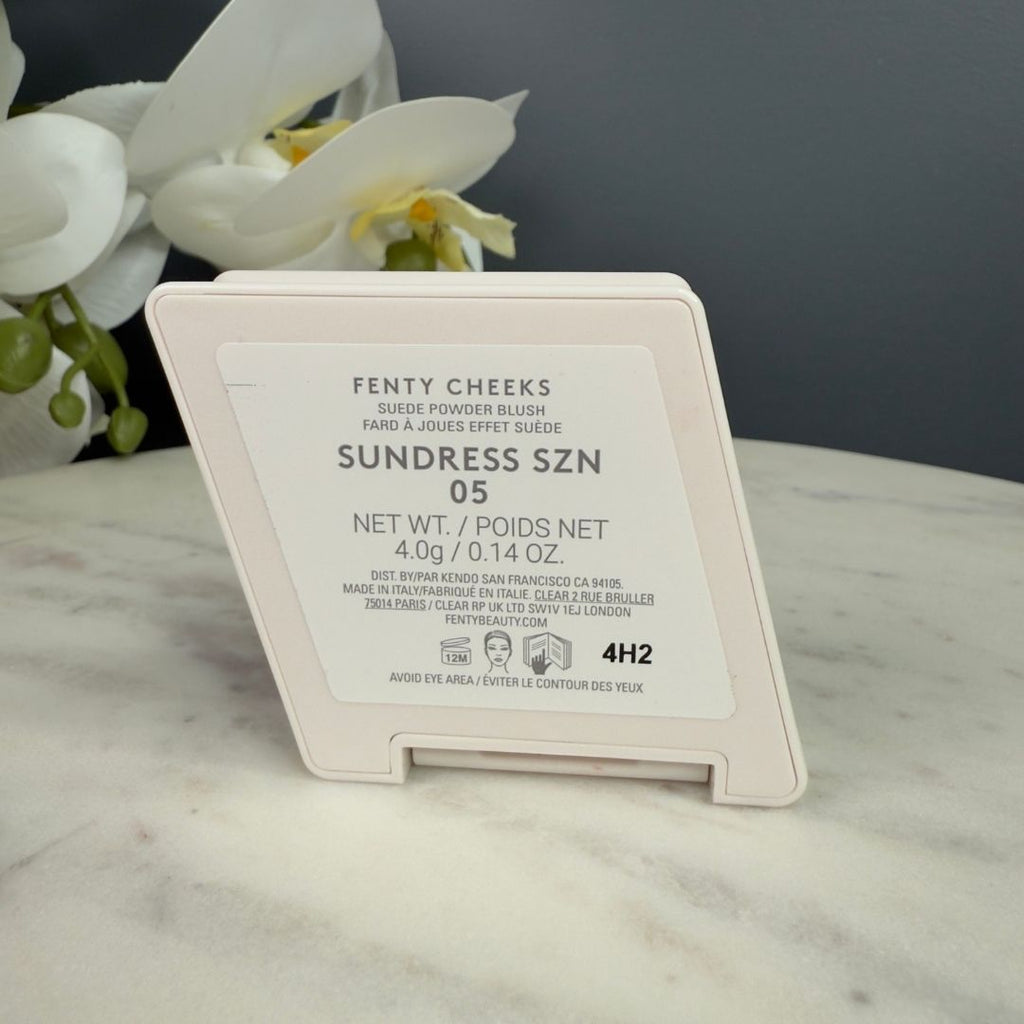 FENTY CHEEKS
SUEDE POWDER BLUSH
FARD À JOUES EFFET SUÈDE
SUNDRESS SZN
05
NET WT. / POIDS NET
4.0g / 0.14 OZ.
DIST. BY/PAR KENDO SAN FRANCISCO CA 94105.
MADE IN ITALY/FABRIQUÉ EN ITALIE. CLEAR 2 RUE BRULLER
75014 PARIS / CLEAR RP UK LTD SW1V 1EJ LONDON
FENTYBEAUTY.COM
12M 4H2
AVOID EYE AREA / ÉVITER LE CONTOUR DES YEUX